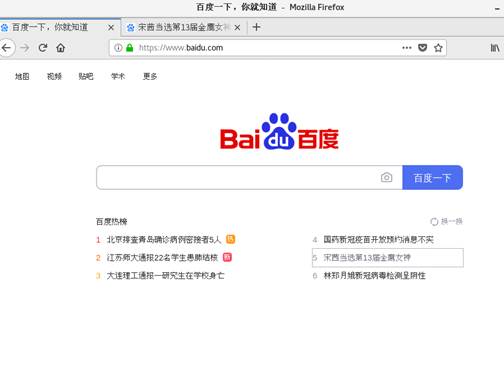 百度一下，你就知道 - Mozilla Firefox
百度一下，你就知道 × 宋茜当选第13届金鹰女神 × +
https://www.baidu.com
地图 视频 贴吧 学术 更多
Bai du 百度
百度一下
百度热榜 换一换
1 北京排查青岛确诊病例密接者5人 热
2 江苏师大通报22名学生患肺结核 新
3 大连理工通报一研究生在学校身亡
4 国药新冠疫苗开放预约消息不实
5 宋茜当选第13届金鹰女神
6 林郑月娥新冠病毒检测呈阴性